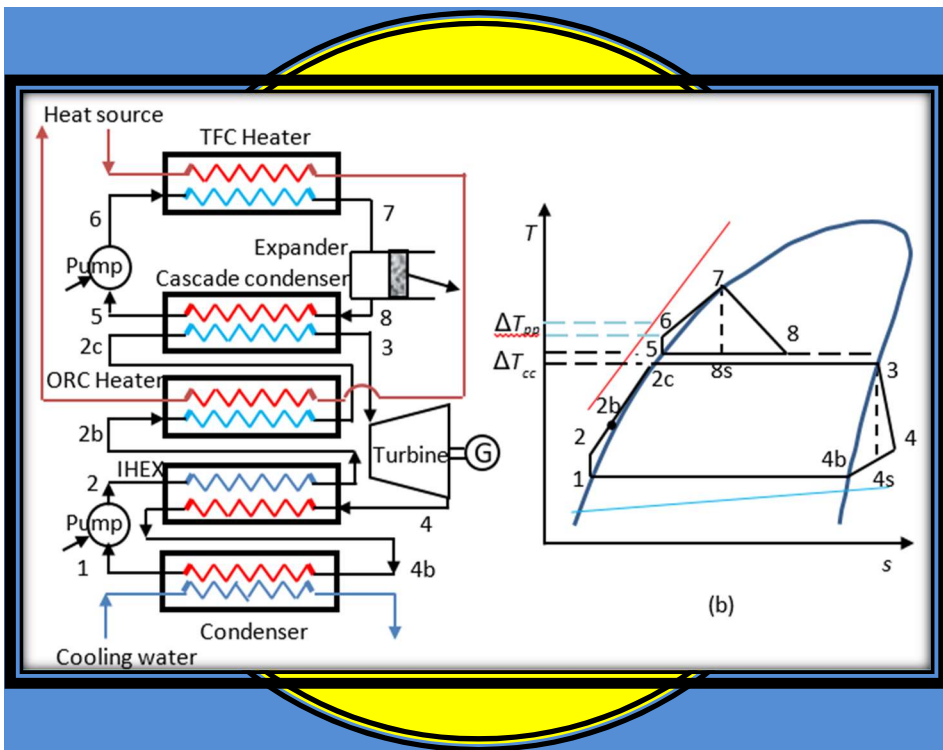 Heat source
TFC Heater
6
7
Pump
Expander
Cascade condenser
5
8
2c
3
ORC Heater
2b
Turbine
G
IHEX
2
4
Pump
1
4b
Condenser
Cooling water
T
7
ΔTpp
6
5
8
ΔTcc
2c
8s
3
2b
2
4
4b
1
4s
s
(b)